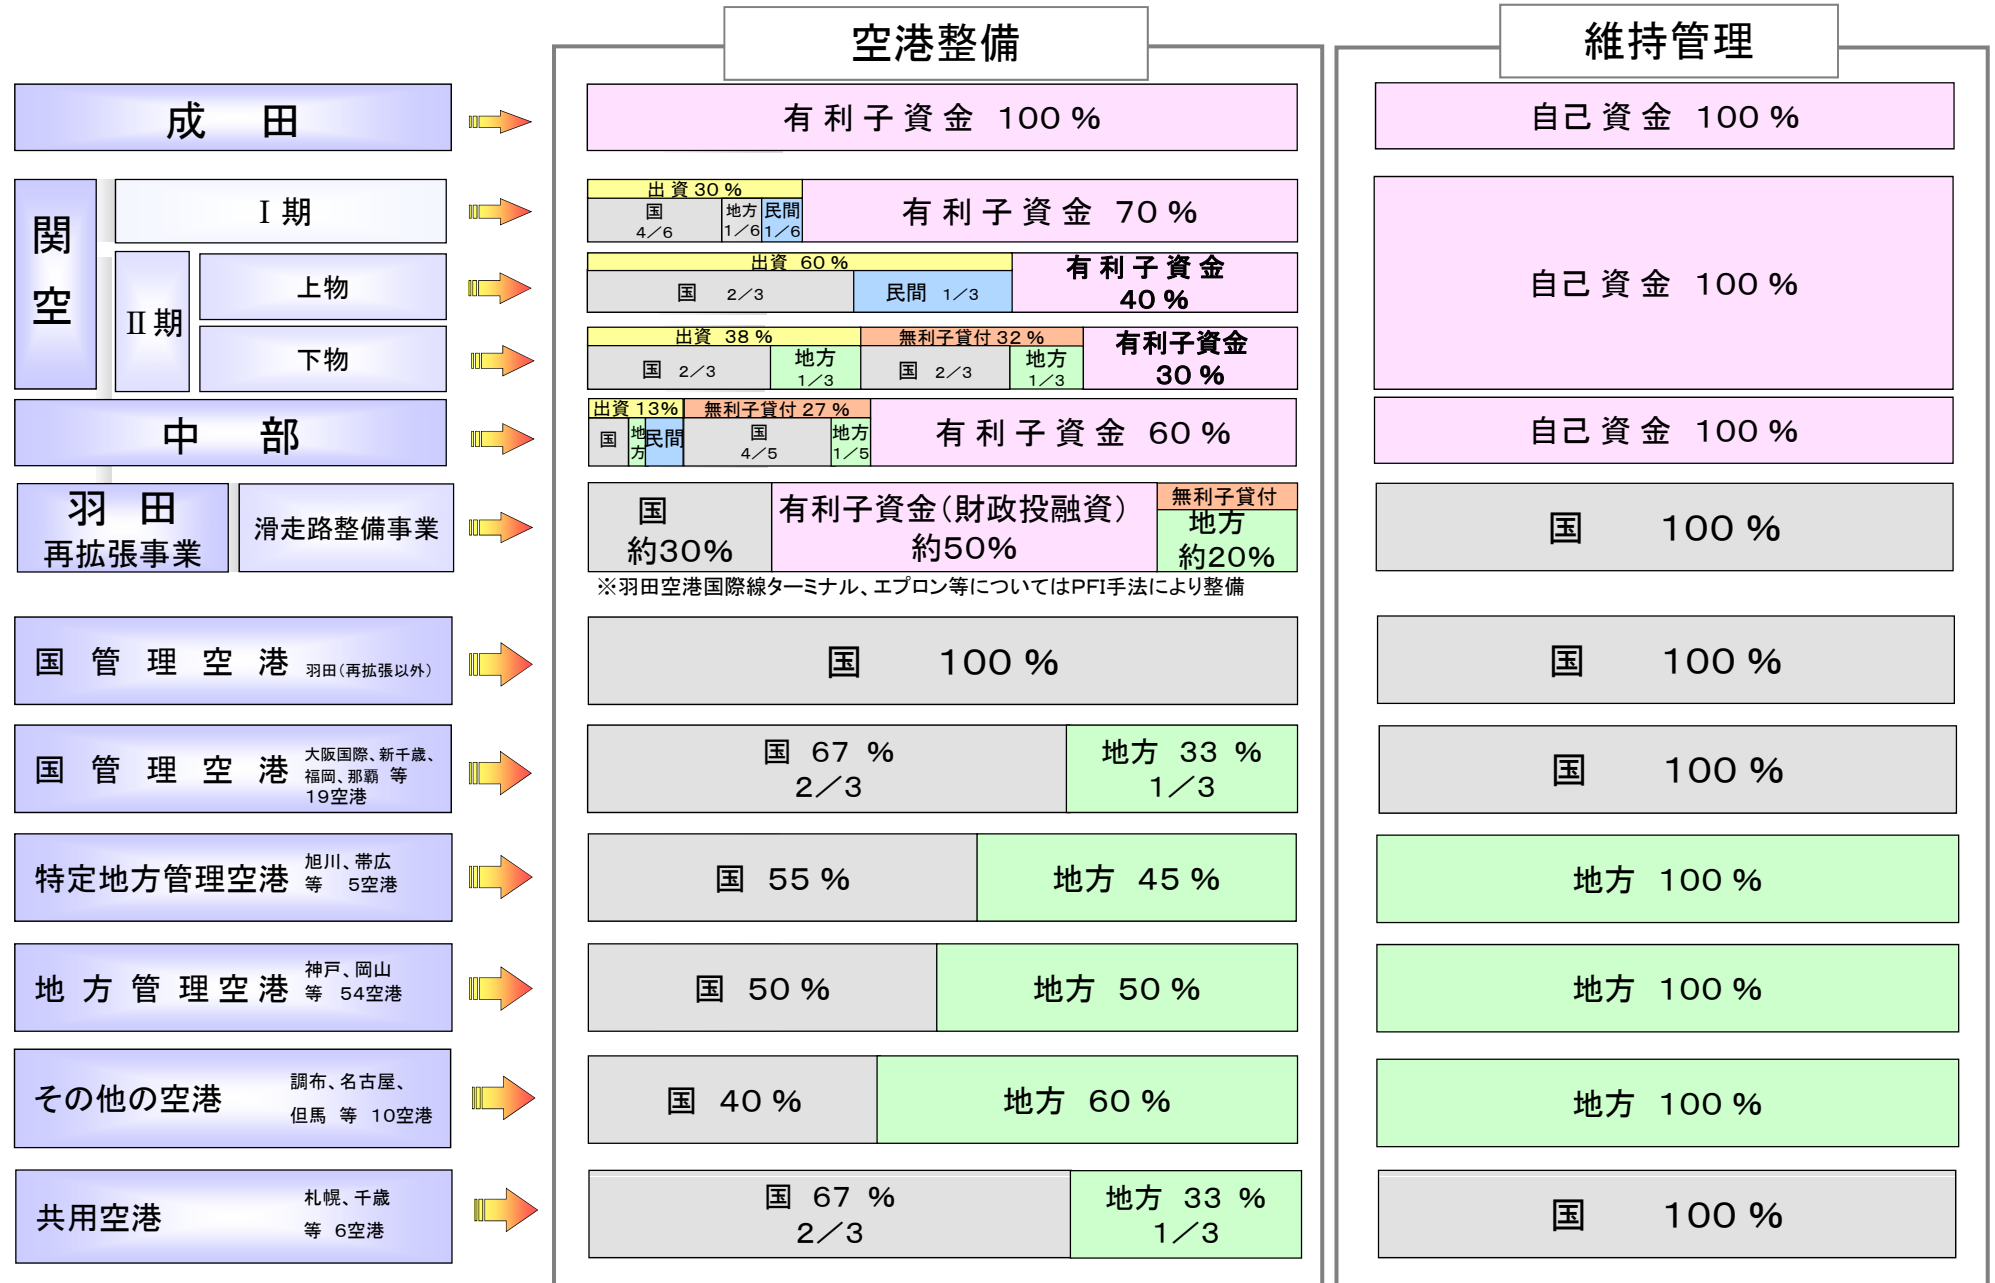 空港整備
維持管理
成 田
有利子資金 100 %
自己資金 100 %
関空
Ⅰ期
出資 30 %
国 4/6
地方 1/6
民間 1/6
有利子資金 70 %
自己資金 100 %
Ⅱ期
上物
出資 60 %
国 2/3
民間 1/3
有利子資金
40 %
下物
出資 38 %
国 2/3
地方 1/3
無利子貸付 32 %
国 2/3
地方 1/3
有利子資金
30 %
中 部
出資 13%
国
地方
民間
無利子貸付 27 %
国 4/5
地方 1/5
有利子資金 60 %
自己資金 100 %
羽 田
再拡張事業
滑走路整備事業
国
約30%
有利子資金(財政投融資)
約50%
無利子貸付
地方
約20%
国 100 %
※羽田空港国際線ターミナル、エプロン等についてはPFI手法により整備
国管理空港 羽田(再拡張以外)
国 100 %
国 100 %
国管理空港
大阪国際、新千歳、
福岡、那覇 等
19空港
国 67 %
2/3
地方 33 %
1/3
国 100 %
特定地方管理空港
旭川、帯広
等 5空港
国 55 %
地方 45 %
地方 100 %
地方管理空港
神戸、岡山
等 54空港
国 50 %
地方 50 %
地方 100 %
その他の空港
調布、名古屋、
但馬 等 10空港
国 40 %
地方 60 %
地方 100 %
共用空港
札幌、千歳
等 6空港
国 67 %
2/3
地方 33 %
1/3
国 100 %